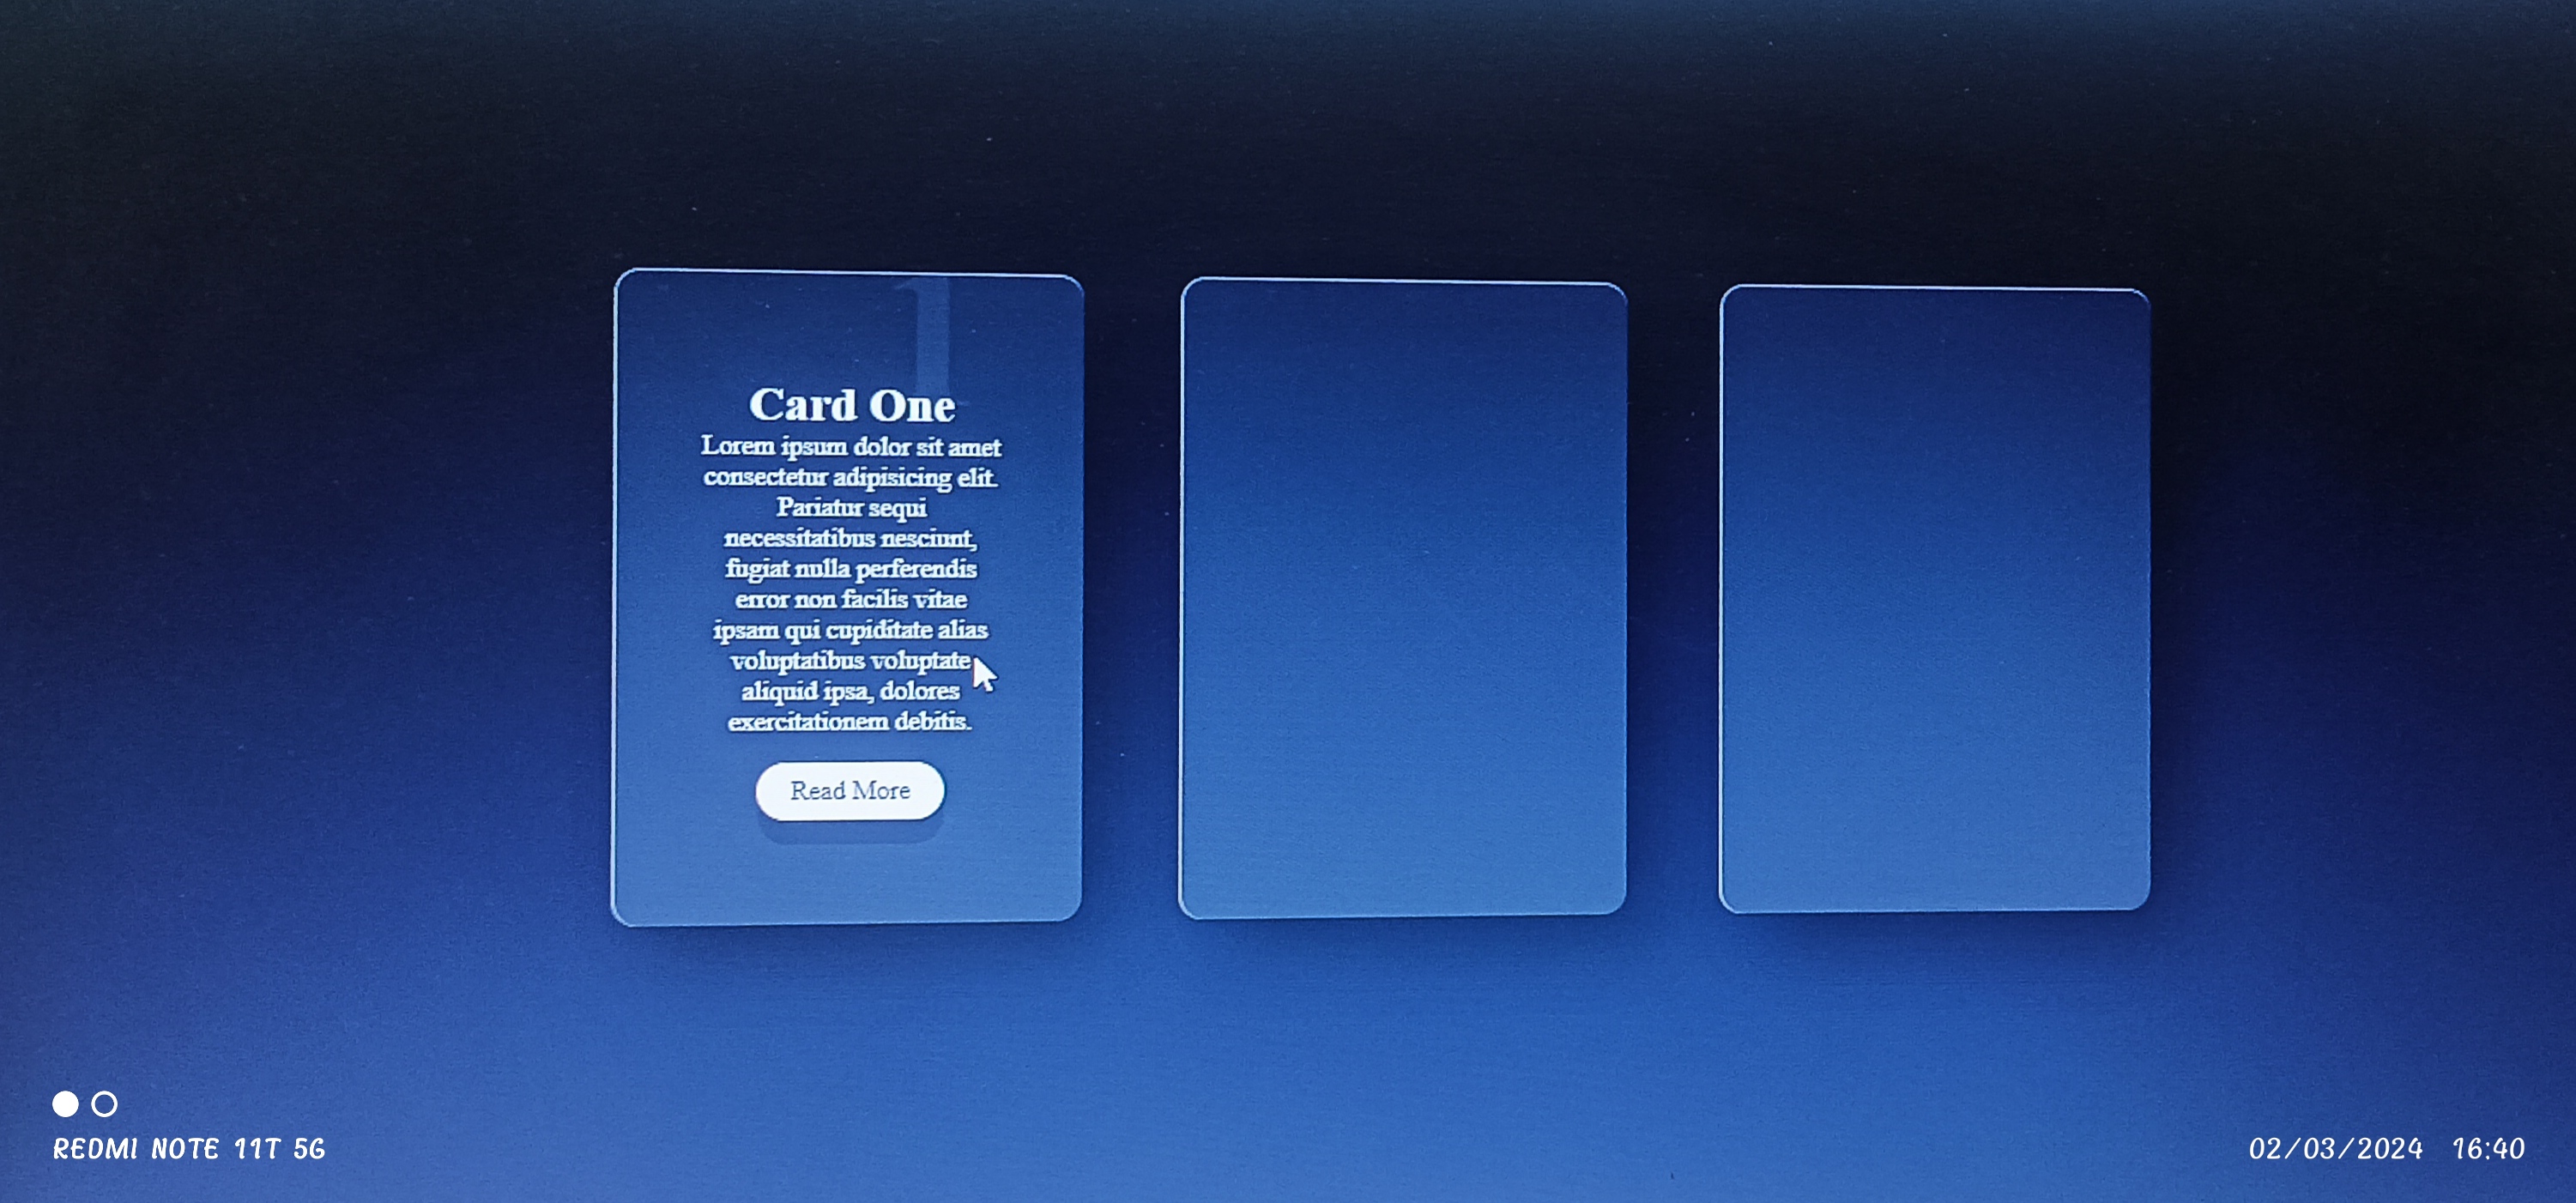 1
Card One
Lorem ipsum dolor sit amet
consectetur adipisicing elit.
Pariatur sequi
necessitatibus nesciunt,
fugiat nulla perferendis
error non facilis vitae
ipsam qui cupiditate alias
voluptatibus voluptate
aliquid ipsa, dolores
exercitationem debitis.
Read More
REDMI NOTE 11T 5G
02/03/2024 16:40